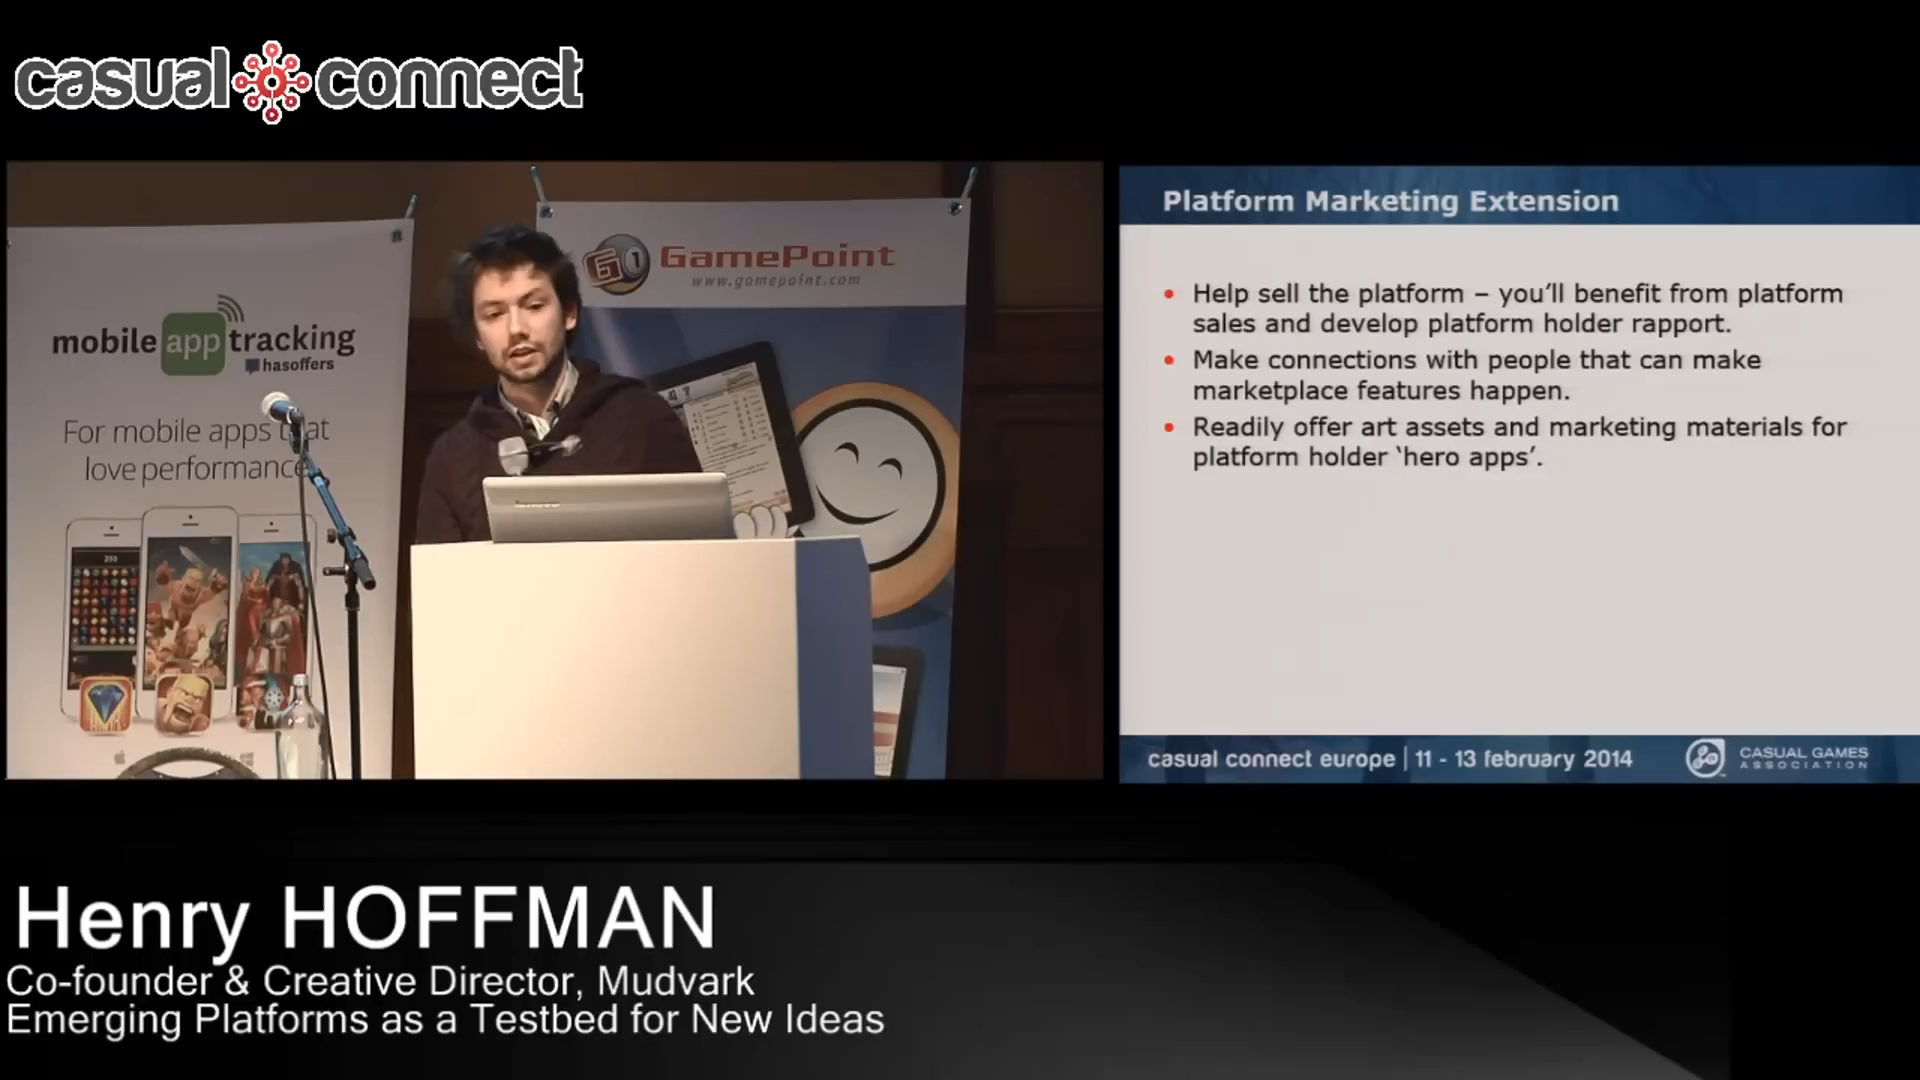 casual connect
mobile app tracking
hasoffers
For mobile apps that
love performance
GamePoint
www.gamepoint.com
lenovo
Platform Marketing Extension
• Help sell the platform – you’ll benefit from platform
sales and develop platform holder rapport.
• Make connections with people that can make
marketplace features happen.
• Readily offer art assets and marketing materials for
platform holder ‘hero apps’.
casual connect europe | 11 - 13 february 2014
CASUAL GAMES
ASSOCIATION
Henry HOFFMAN
Co-founder & Creative Director, Mudvark
Emerging Platforms as a Testbed for New Ideas